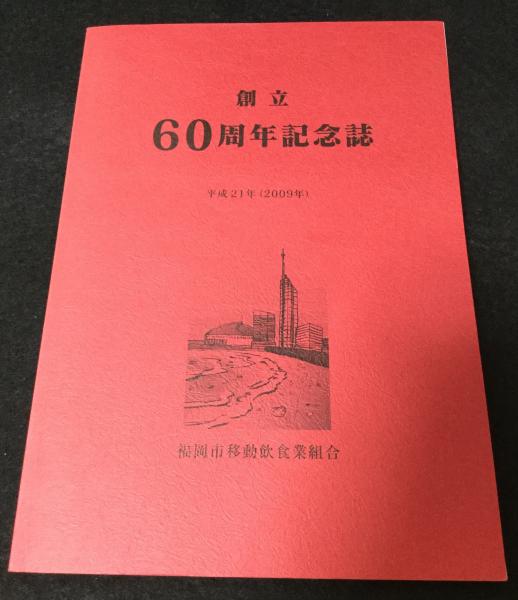 創立
60周年記念誌
平成21年(2009年)
福岡市移動飲食業組合